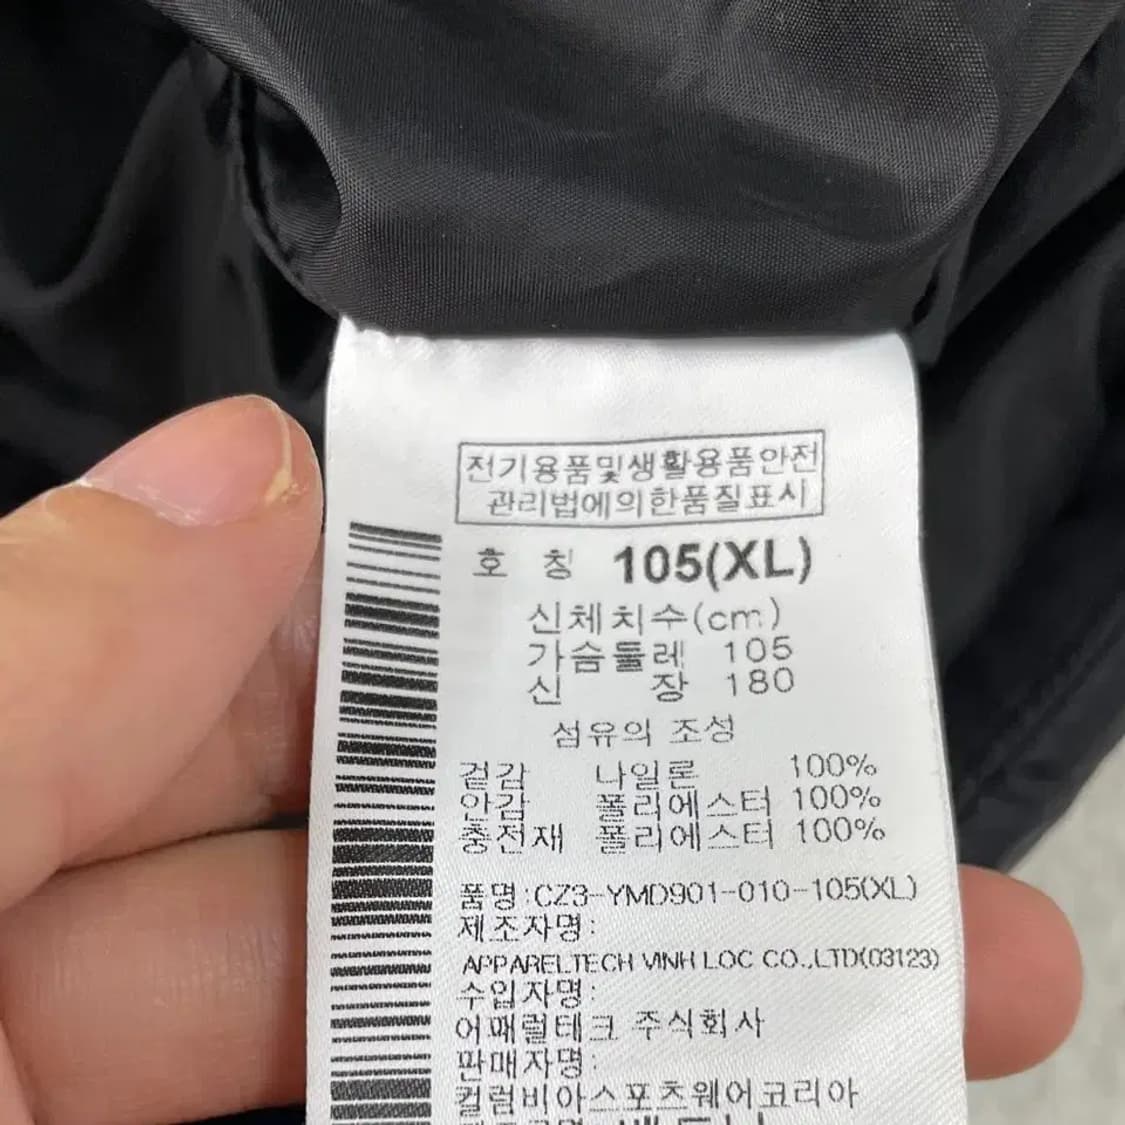 전기용품및생활용품안전
관리법에의한품질표시
호 칭 105(XL)
신체치수(cm)
가슴둘레 105
신 장 180
섬유의 조성
겉감 나일론 100%
안감 폴리에스터 100%
충전재 폴리에스터 100%
품명:CZ3-YMD901-010-105(XL)
제조자명:
APPARELTECH VINH LOC CO.,LTD(03123)
수입자명:
어패럴테크 주식회사
판매자명:
컬럼비아스포츠웨어코리아